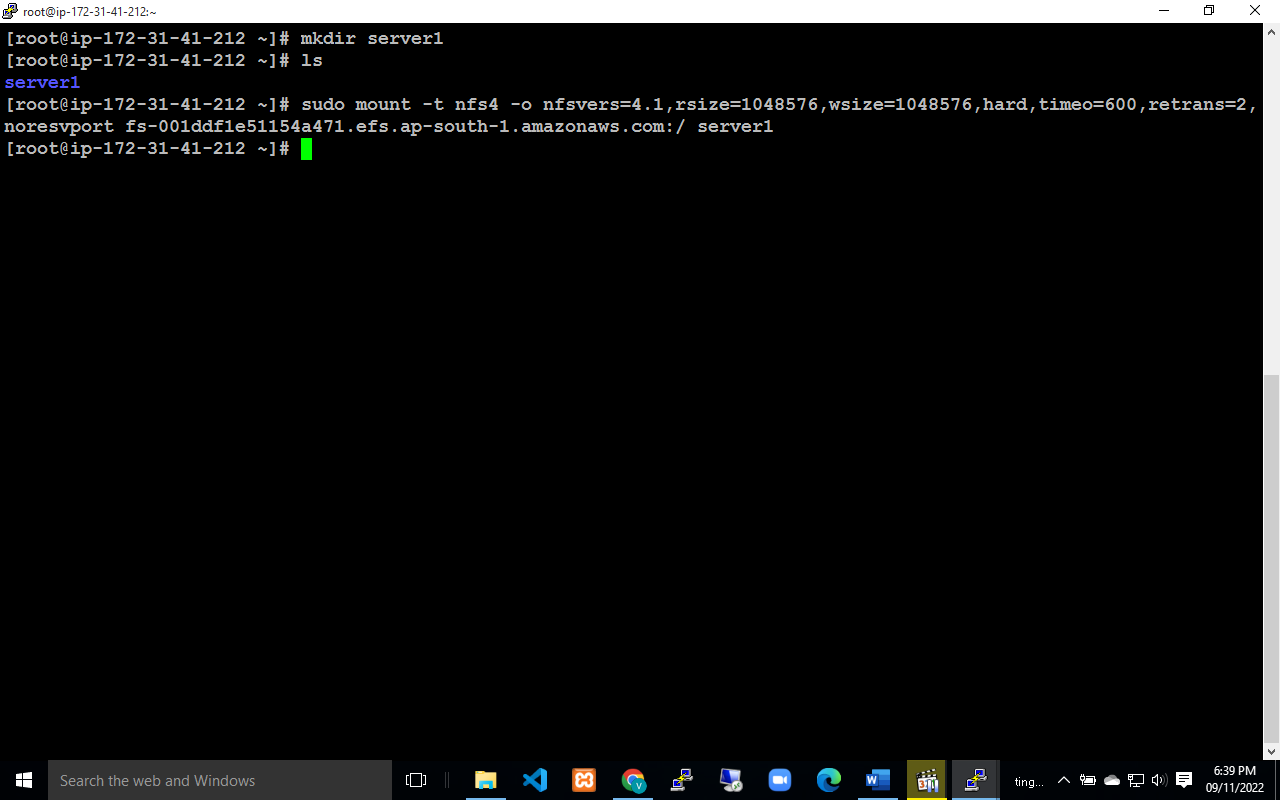 root@ip-172-31-41-212:~
[root@ip-172-31-41-212 ~]# mkdir server1
[root@ip-172-31-41-212 ~]# ls
server1
[root@ip-172-31-41-212 ~]# sudo mount -t nfs4 -o nfsvers=4.1,rsize=1048576,wsize=1048576,hard,timeo=600,retrans=2,
noresvport fs-001ddf1e51154a471.efs.ap-south-1.amazonaws.com:/ server1
[root@ip-172-31-41-212 ~]#
Search the web and Windows
ting...
6:39 PM
09/11/2022